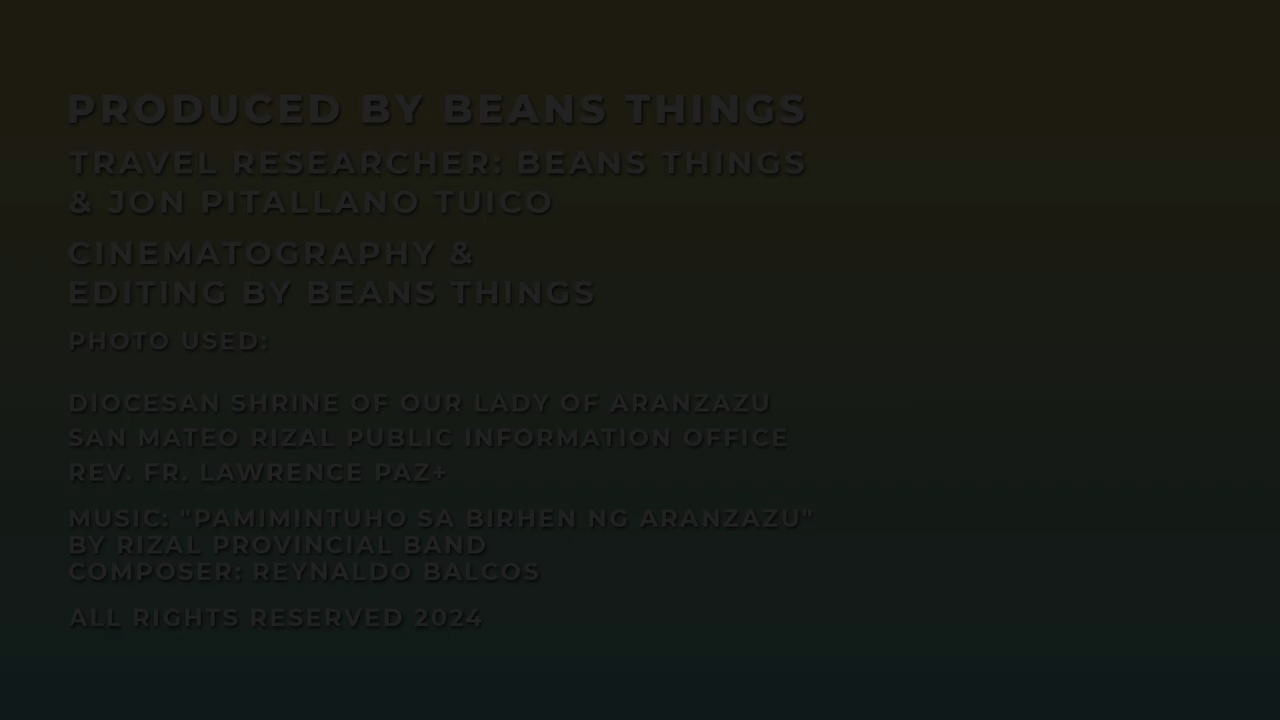 PRODUCED BY BEANS THINGS
TRAVEL RESEARCHER: BEANS THINGS
& JON PITALLANO TUICO
CINEMATOGRAPHY &
EDITING BY BEANS THINGS
PHOTO USED:
DIOCESAN SHRINE OF OUR LADY OF ARANZAZU
SAN MATEO RIZAL PUBLIC INFORMATION OFFICE
REV. FR. LAWRENCE PAZ+
MUSIC: "PAMIMINTUHO SA BIRHEN NG ARANZAZU"
BY RIZAL PROVINCIAL BAND
COMPOSER: REYNALDO BALCOS
ALL RIGHTS RESERVED 2024